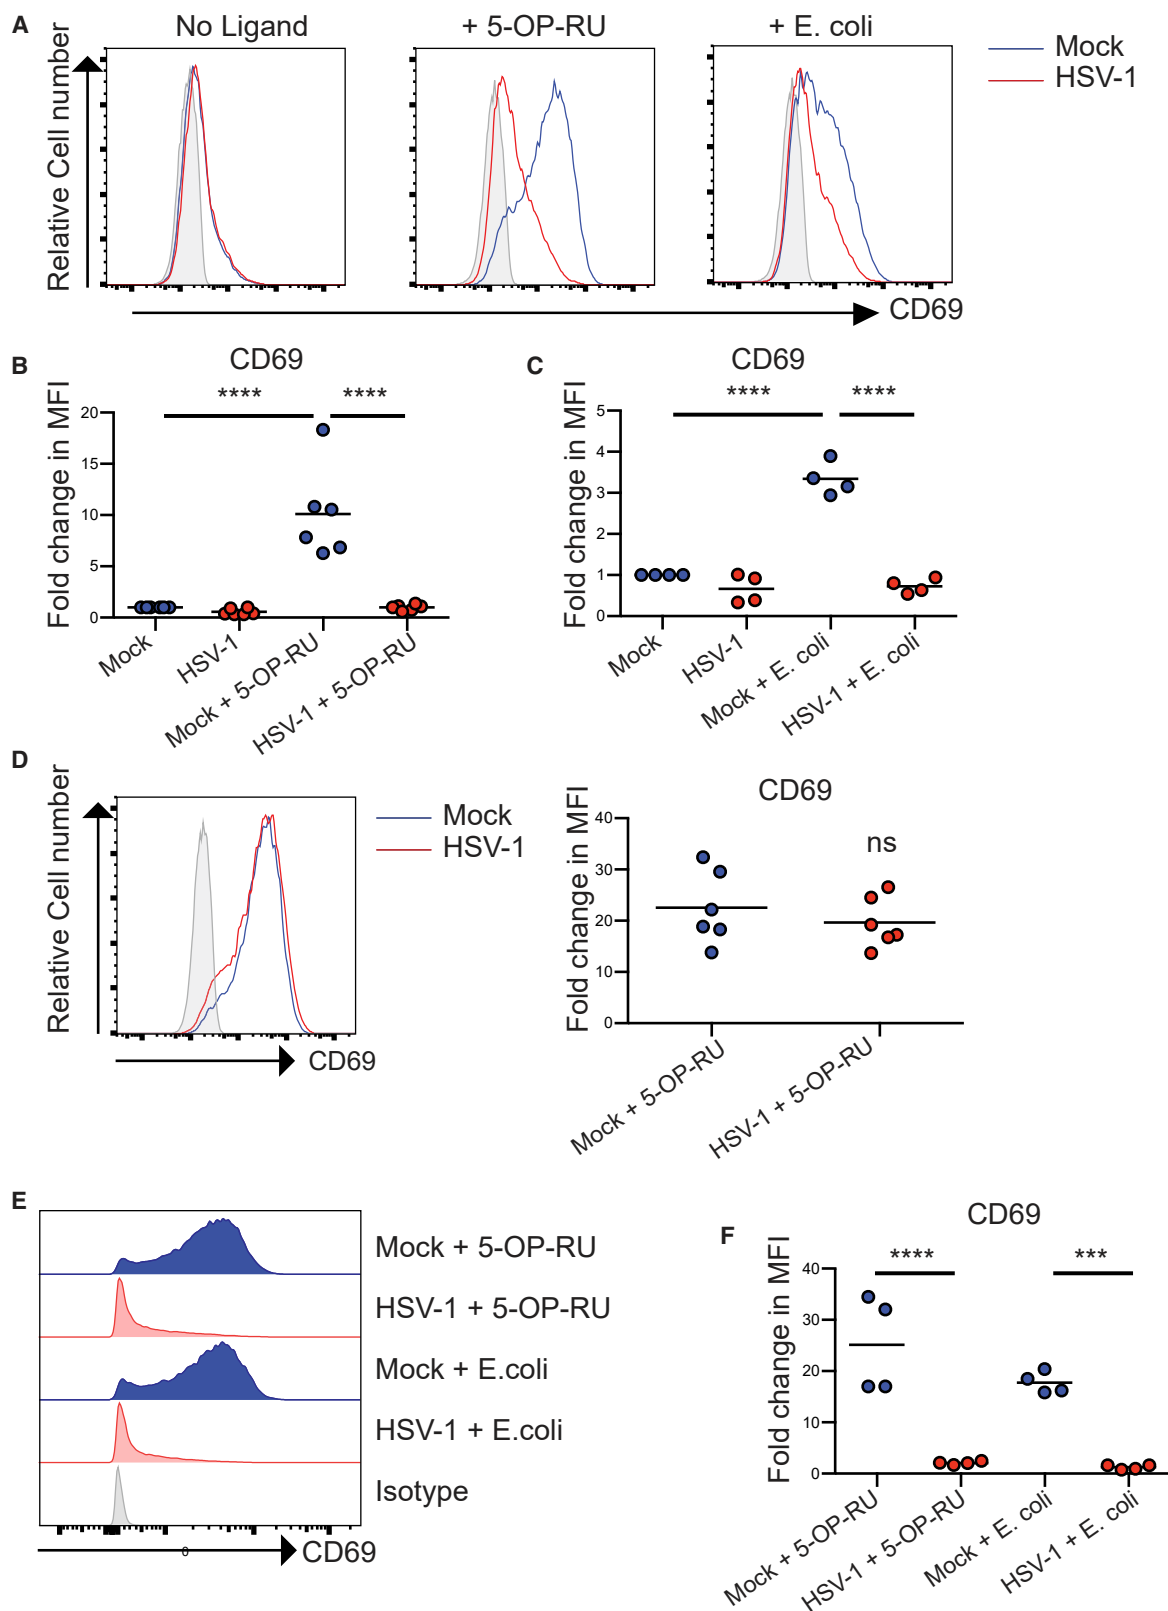 A
No Ligand
+ 5-OP-RU
+ E. coli
Mock
HSV-1
Relative Cell number
CD69
B
CD69
Fold change in MFI
**** ****
20
15
10
5
0
Mock
HSV-1
Mock + 5-OP-RU
HSV-1 + 5-OP-RU
C
CD69
Fold change in MFI
**** ****
5
4
3
2
1
0
Mock
HSV-1
Mock + E. coli
HSV-1 + E. coli
D
Relative Cell number
Mock
HSV-1
CD69
CD69
Fold change in MFI
ns
40
30
20
10
0
Mock + 5-OP-RU
HSV-1 + 5-OP-RU
E
Mock + 5-OP-RU
HSV-1 + 5-OP-RU
Mock + E.coli
HSV-1 + E.coli
Isotype
0
CD69
F
CD69
Fold change in MFI
**** ***
40
30
20
10
0
Mock + 5-OP-RU
HSV-1 + 5-OP-RU
Mock + E. coli
HSV-1 + E. coli